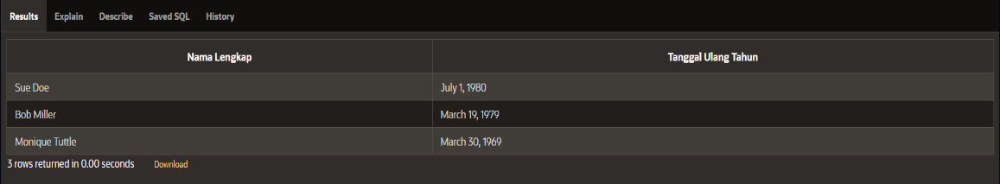 Results Explain Describe Saved SQL History
Nama Lengkap Tanggal Ulang Tahun
Sue Doe July 1, 1980
Bob Miller March 19, 1979
Monique Tuttle March 30, 1969
3 rows returned in 0.00 seconds Download